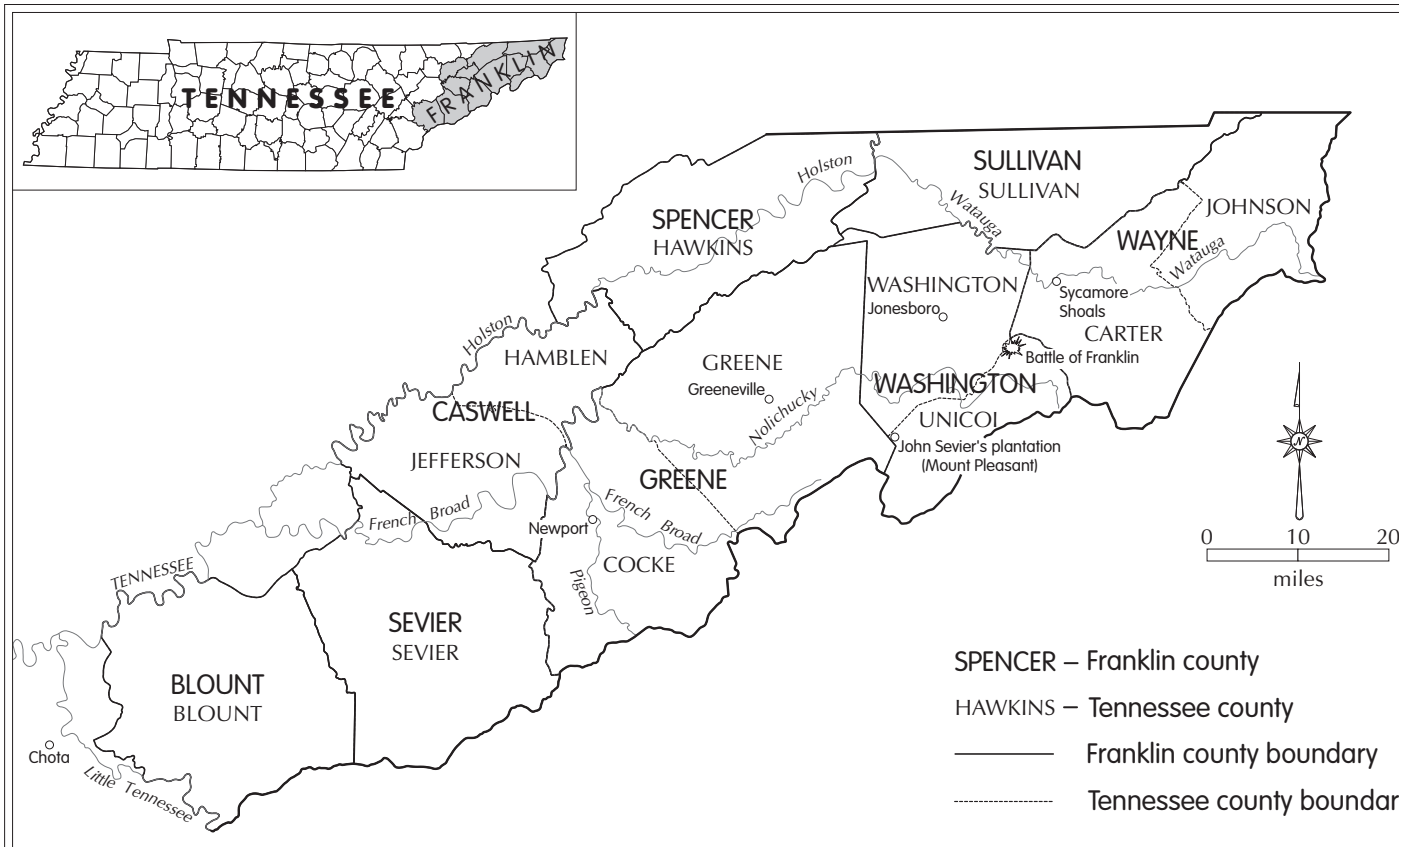 TENNESSEE
FRANKLIN
Holston
SULLIVAN
SULLIVAN
SPENCER
HAWKINS
Watauga
JOHNSON
WAYNE
Watauga
WASHINGTON
Jonesboro
Sycamore
Shoals
CARTER
Holston
HAMBLEN
GREENE
Greeneville
Battle of Franklin
WASHINGTON
UNICOI
Nolichucky
CASWELL
JEFFERSON
John Sevier's plantation
(Mount Pleasant)
GREENE
French Broad
French Broad
Newport
COCKE
Pigeon
TENNESSEE
SEVIER
SEVIER
BLOUNT
BLOUNT
Chota
Little Tennessee
N
0 10 20
miles
SPENCER – Franklin county
HAWKINS – Tennessee county
Franklin county boundary
Tennessee county boundar